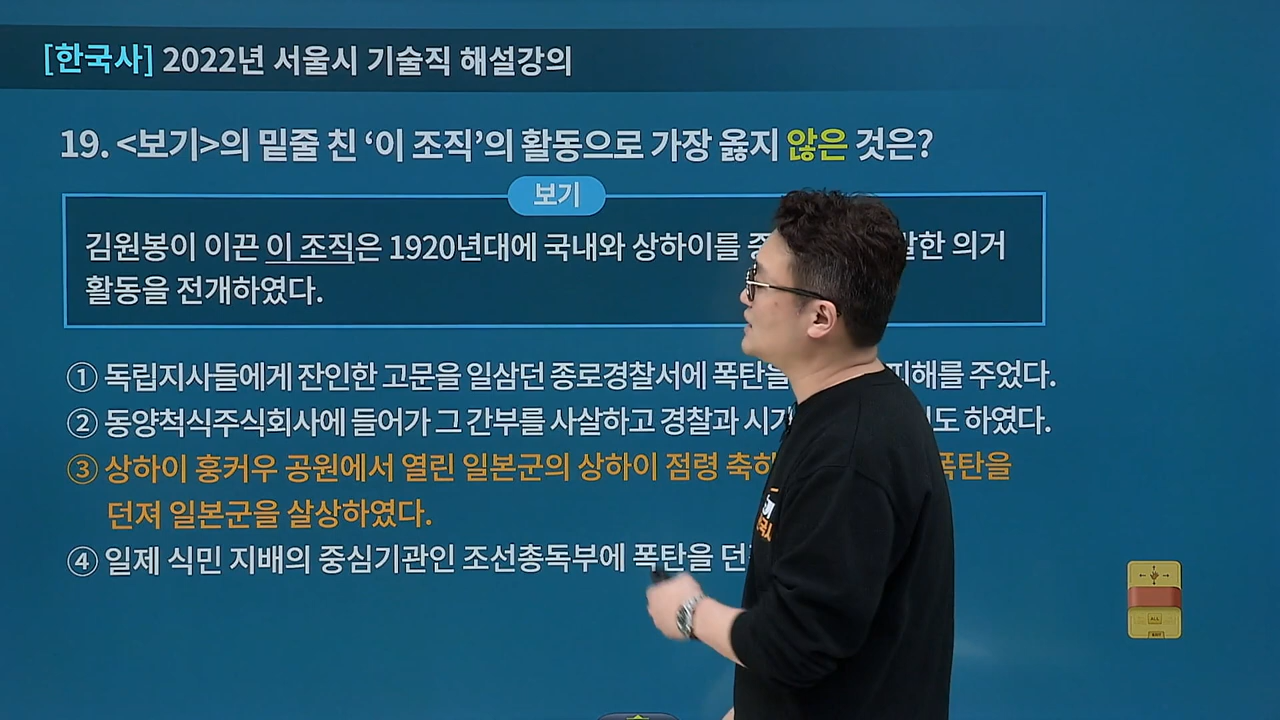 [한국사] 2022년 서울시 기술직 해설강의
19. <보기>의 밑줄 친 ‘이 조직’의 활동으로 가장 옳지 않은 것은?
보기
김원봉이 이끈 이 조직은 1920년대에 국내와 상하이를 의거
활동을 전개하였다.
① 독립지사들에게 잔인한 고문을 일삼던 종로경찰서에 폭탄을 피해를 주었다.
② 동양척식주식회사에 들어가 그 간부를 사살하고 경찰과 하였다.
③ 상하이 훙커우 공원에서 열린 일본군의 상하이 점령 폭탄을
던져 일본군을 살상하였다.
④ 일제 식민 지배의 중심기관인 조선총독부에 폭탄을